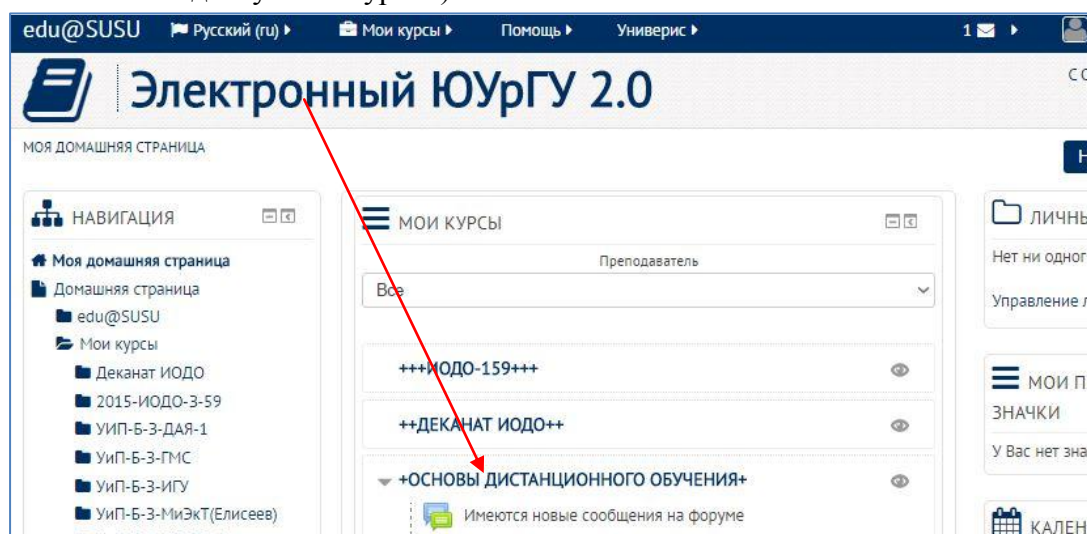 edu@SUSU Русский (ru) Мои курсы Помощь Универис 1
Электронный ЮУрГУ 2.0
МОЯ ДОМАШНЯЯ СТРАНИЦА
НАВИГАЦИЯ
Моя домашняя страница
Домашняя страница
edu@SUSU
Мои курсы
Деканат ИОДО
2015-ИОДО-3-59
УИП-Б-3-ДАЯ-1
УиП-Б-3-ГМС
УиП-Б-3-ИГУ
УиП-Б-3-МиЭкТ(Елисеев)
МОИ КУРСЫ
Преподаватель
Все
+++ИОДО-159+++
++ДЕКАНАТ ИОДО++
+ОСНОВЫ ДИСТАНЦИОННОГО ОБУЧЕНИЯ+
Имеются новые сообщения на форуме
ЛИЧНЫ
Нет ни одног
Управление л
МОИ П
ЗНАЧКИ
У Вас нет зна
КАЛЕН